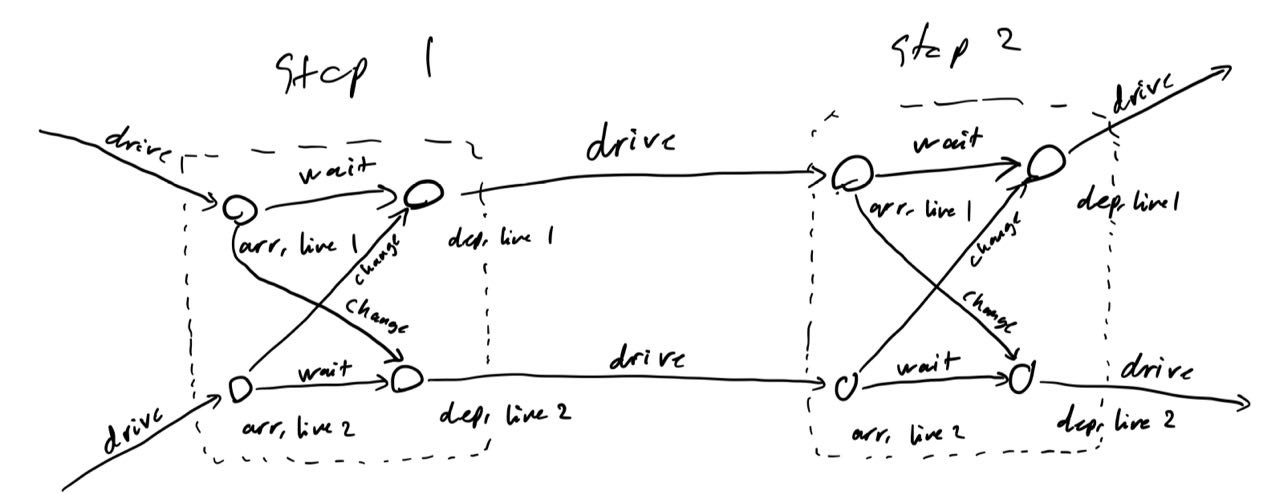 Stop 1
Stop 2
drive
wait
drive
wait
drive
arr. line 1
dep. line 1
arr. line 1
dep. line 1
change
change
change
change
wait
drive
wait
drive
drive
arr. line 2
dep. line 2
arr. line 2
dep. line 2